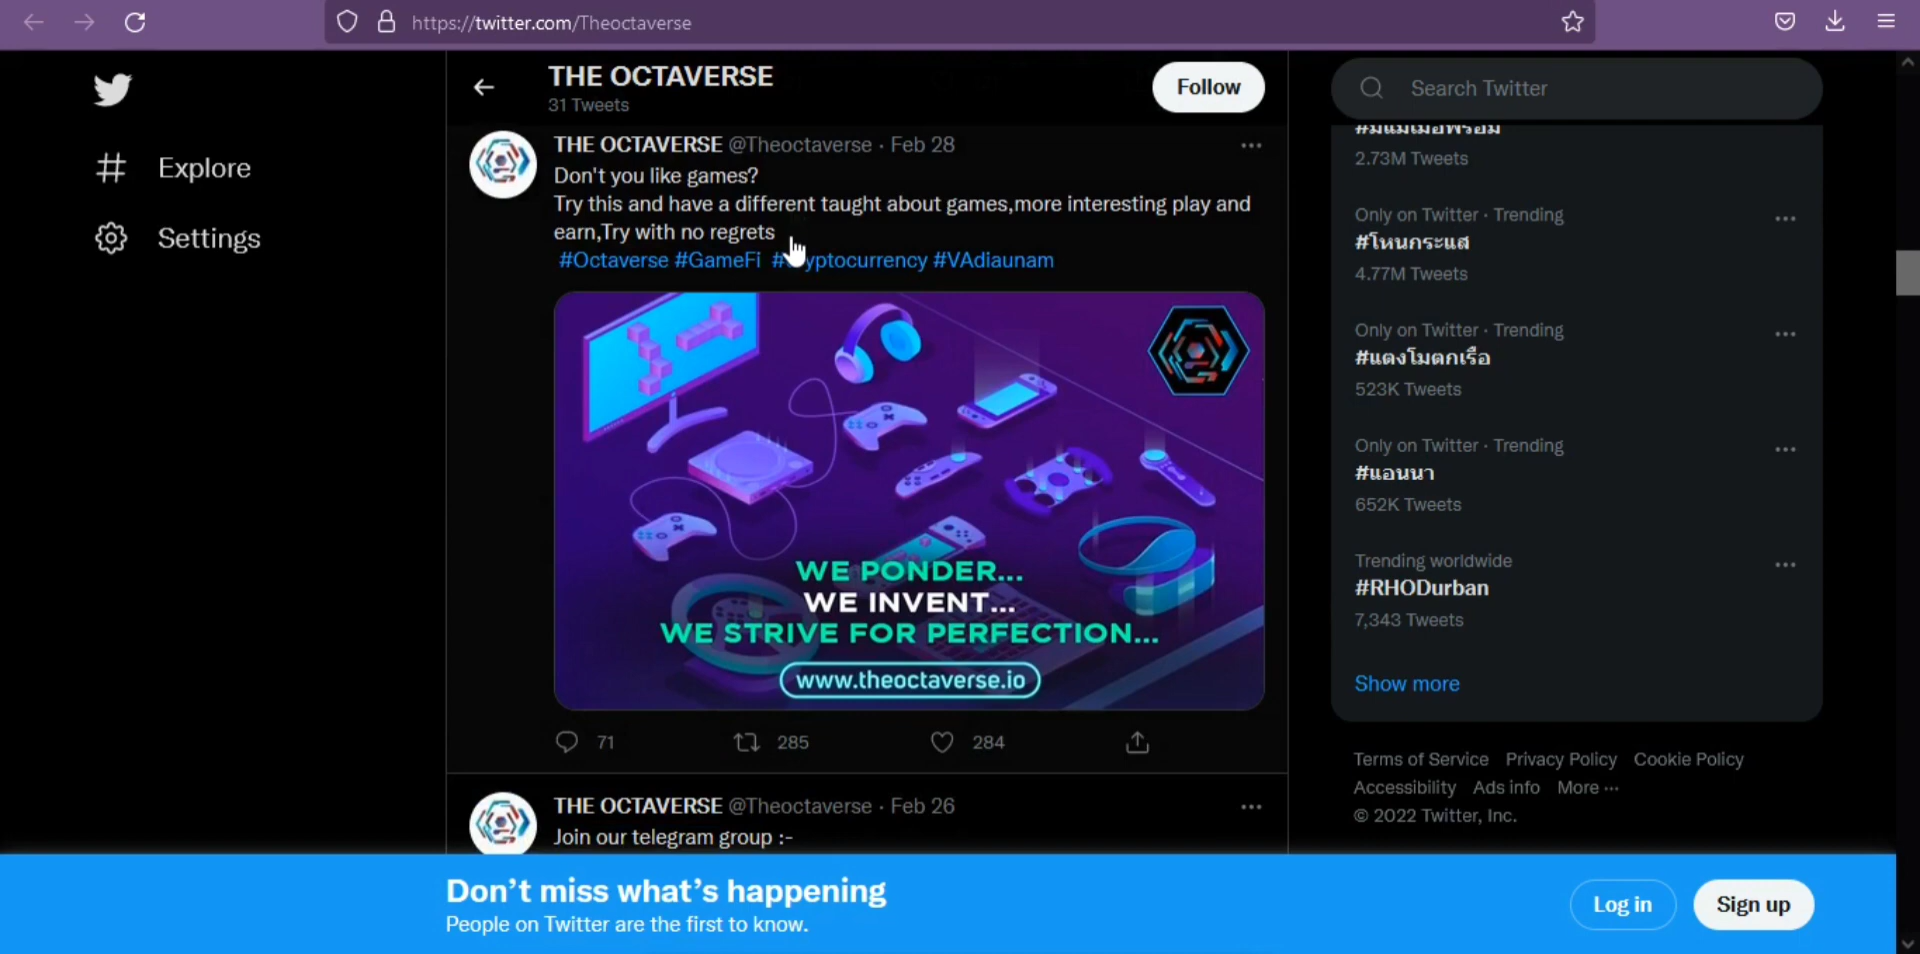 https://twitter.com/Theoctaverse
Explore
Settings
THE OCTAVERSE
31 Tweets
Follow
THE OCTAVERSE @Theoctaverse · Feb 28
Don't you like games?
Try this and have a different taught about games,more interesting play and
earn,Try with no regrets
#Octaverse #GameFi #Cryptocurrency #VAdiaunam
WE PONDER...
WE INVENT...
WE STRIVE FOR PERFECTION...
www.theoctaverse.io
71
285
284
THE OCTAVERSE @Theoctaverse · Feb 26
Join our telegram group :-
Search Twitter
2.73M Tweets
Only on Twitter · Trending
#โหนกระแส
4.77M Tweets
Only on Twitter · Trending
#แตงโมตกเรือ
523K Tweets
Only on Twitter · Trending
#แอนนา
652K Tweets
Trending worldwide
#RHODurban
7,343 Tweets
Show more
Terms of Service Privacy Policy Cookie Policy
Accessibility Ads info More ···
© 2022 Twitter, Inc.
Don't miss what's happening
People on Twitter are the first to know.
Log in
Sign up